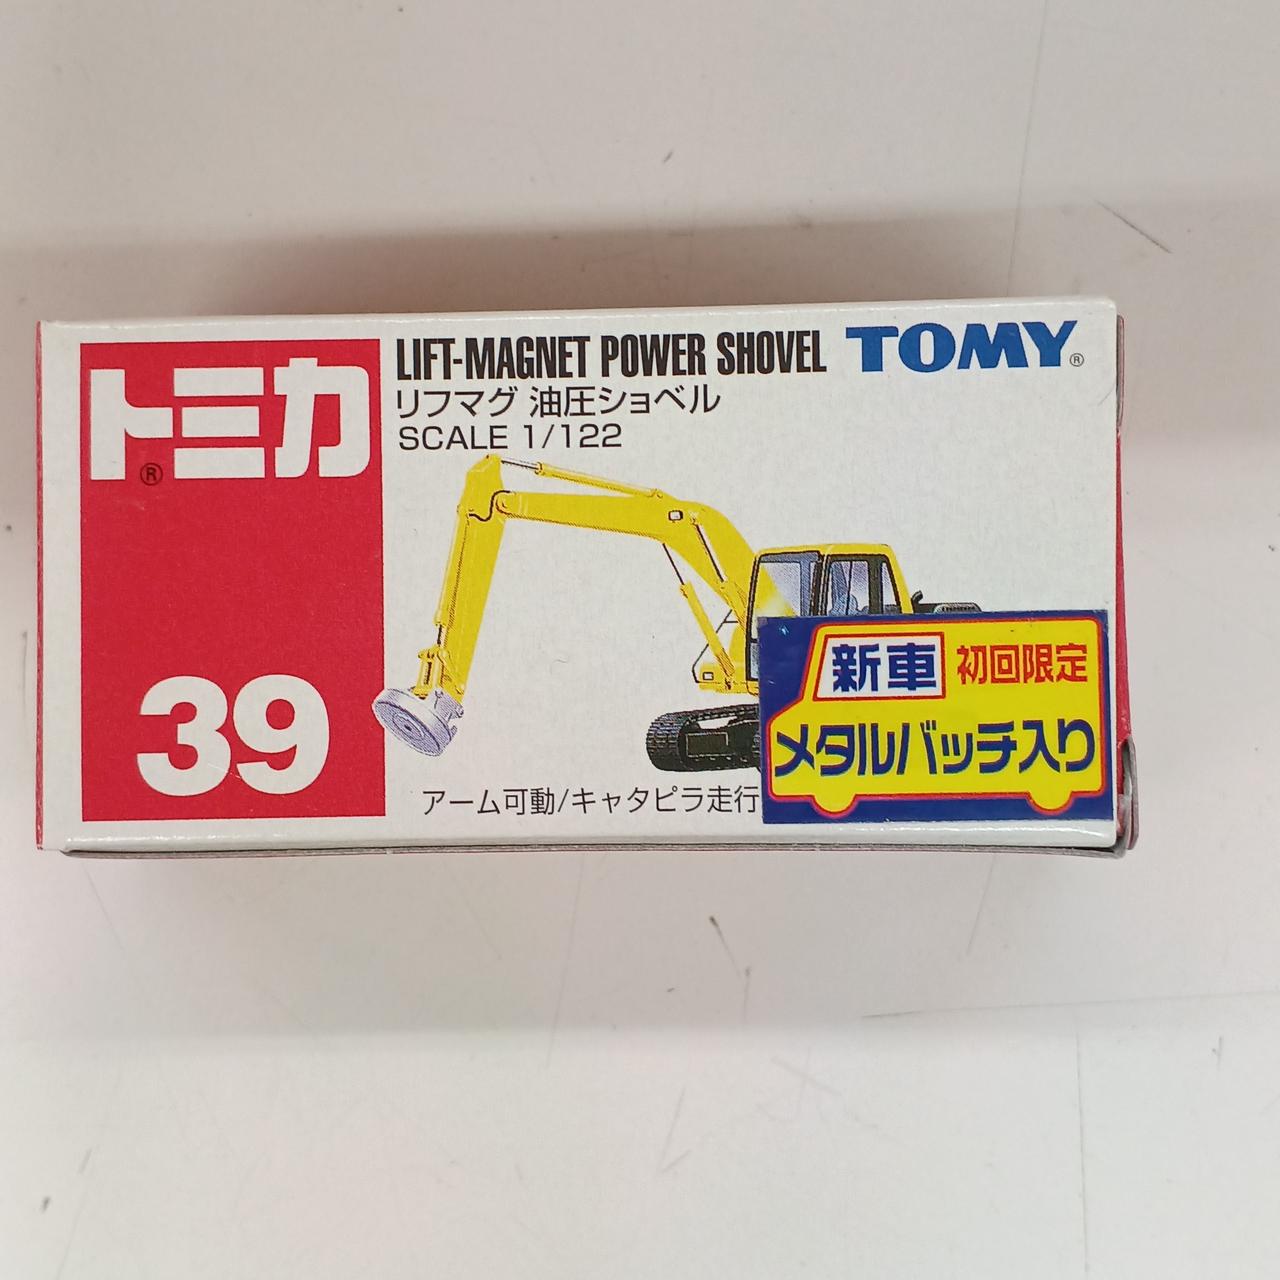 トミカ®
39
LIFT-MAGNET POWER SHOVEL
リフマグ 油圧ショベル
SCALE 1/122
TOMY®
アーム可動/キャタピラ走行
新車 初回限定
メタルバッチ入り